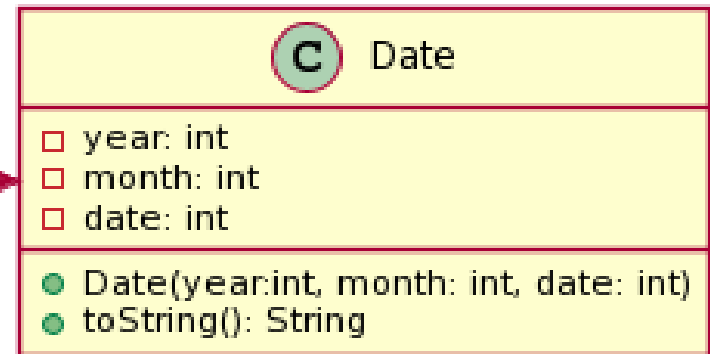 C Date
year: int
month: int
date: int
Date(year:int, month: int, date: int)
toString(): String